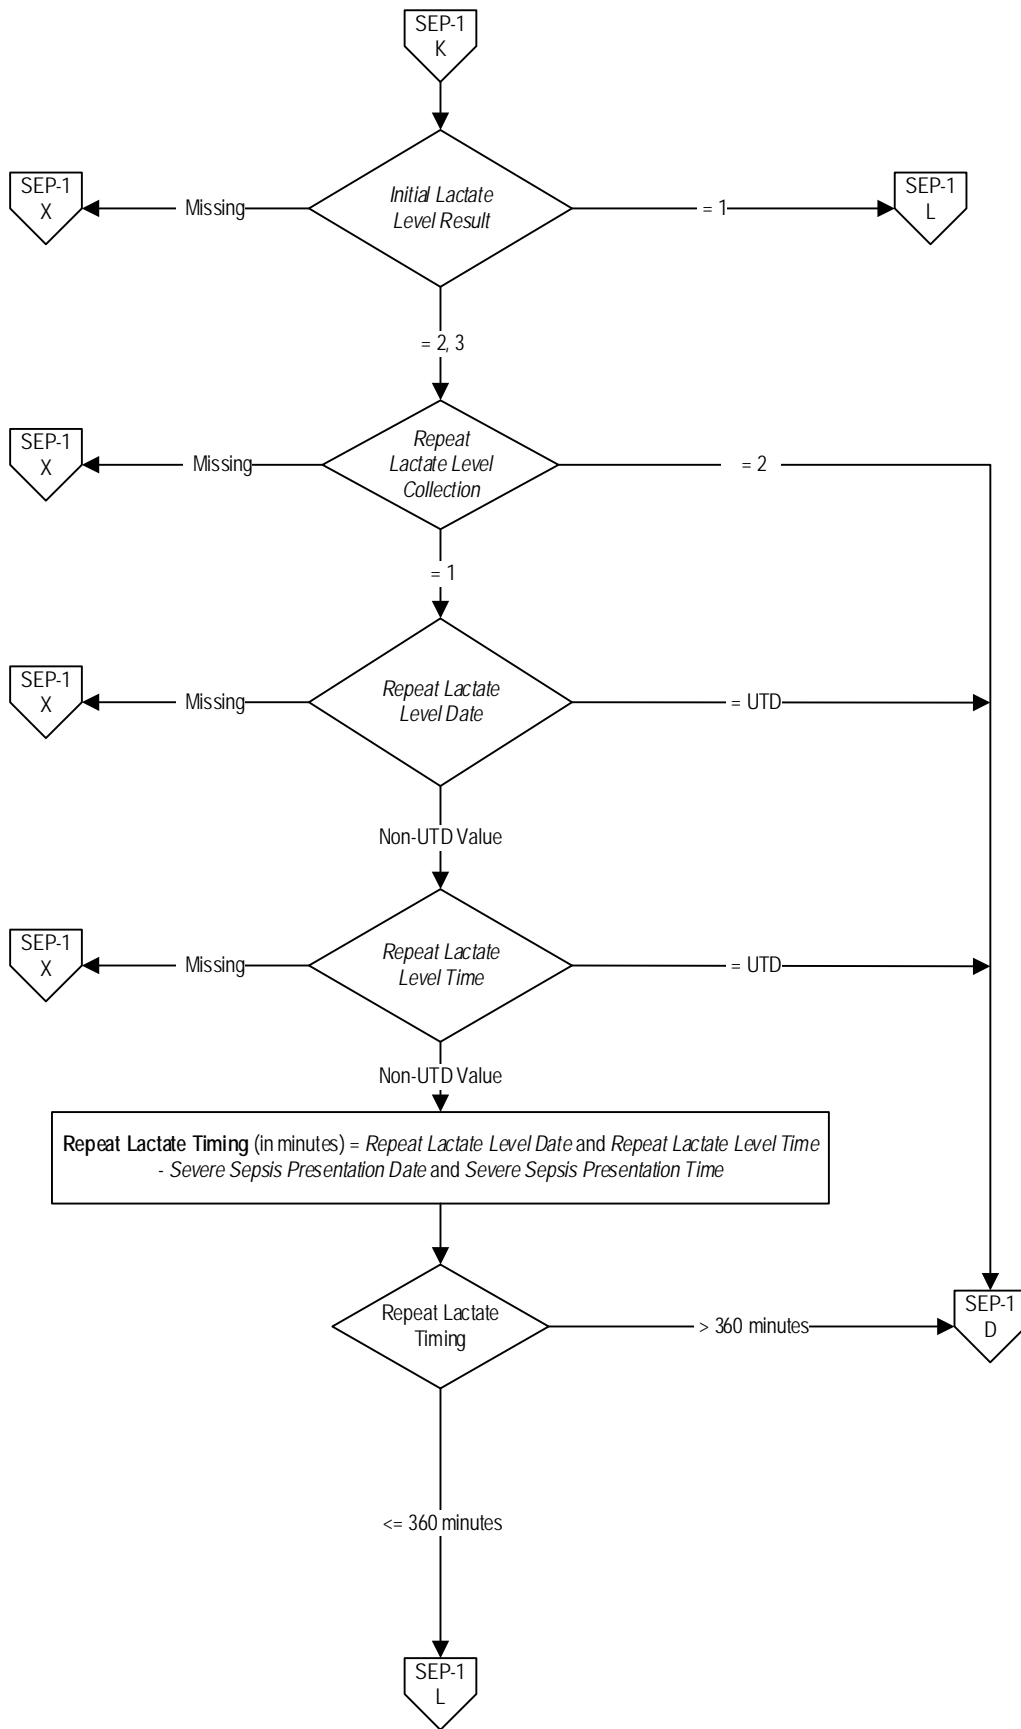 SEP-1
K
Initial Lactate
Level Result
SEP-1
X
Missing
= 1
SEP-1
L
= 2, 3
Repeat
Lactate Level
Collection
SEP-1
X
Missing
= 2
= 1
Repeat Lactate
Level Date
SEP-1
X
Missing
= UTD
Non-UTD Value
Repeat Lactate
Level Time
SEP-1
X
Missing
= UTD
Non-UTD Value
Repeat Lactate Timing (in minutes) = Repeat Lactate Level Date and Repeat Lactate Level Time
- Severe Sepsis Presentation Date and Severe Sepsis Presentation Time
Repeat Lactate
Timing
> 360 minutes
SEP-1
D
<= 360 minutes
SEP-1
L